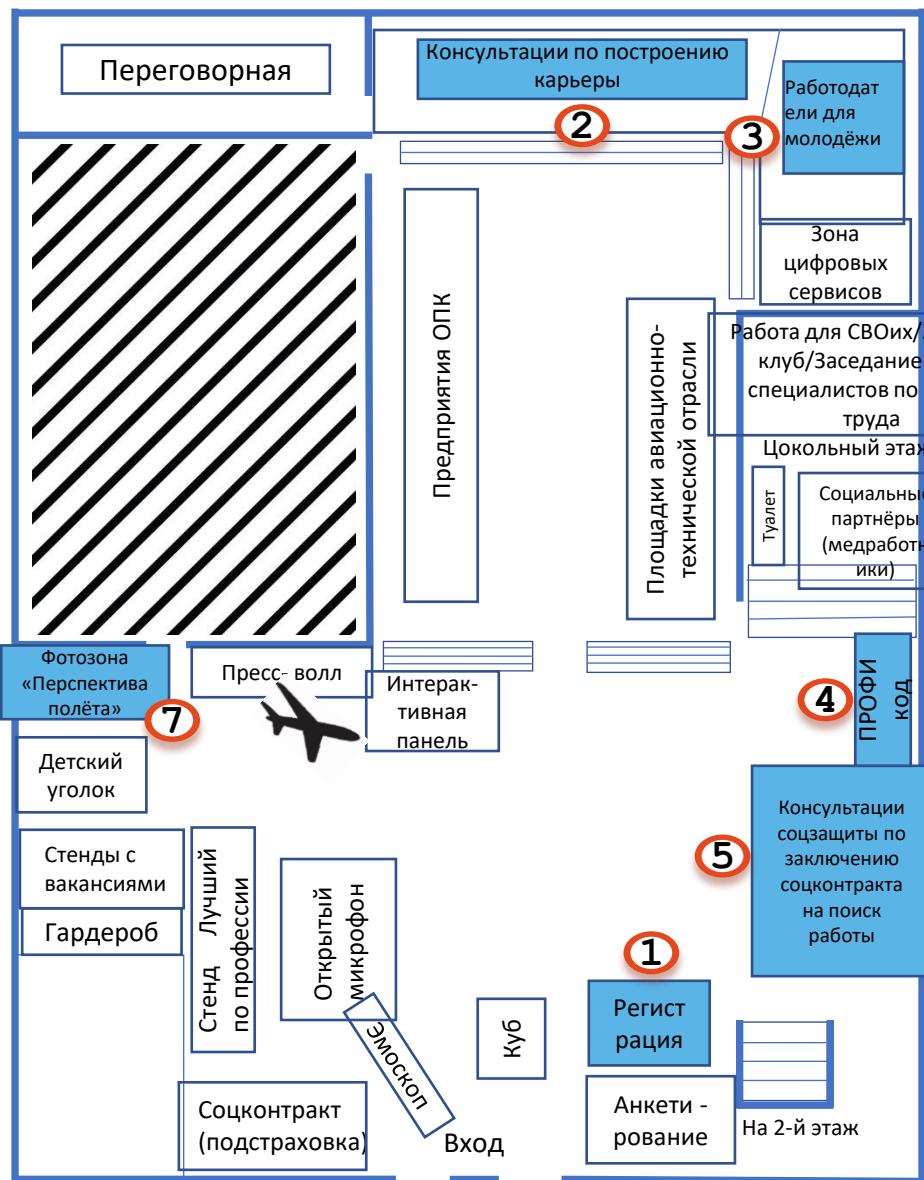 Переговорная
Консультации по построению
карьеры
2
3
Работодат
ели для
молодёжи
Зона
цифровых
сервисов
Предприятия ОПК
Площадки авиационно-
технической отрасли
Работа для СВОих/
клуб/Заседание
специалистов по
труда
Цокольный этаж
Туалет
Социальные
партнёры
(медработн
ики)
Фотозона
«Перспектива
полёта»
7
Пресс- волл
Интерак-
тивная
панель
4
ПРОФИ
код
Детский
уголок
Стенды с
вакансиями
Гардероб
Стенд Лучший
по профессии
Открытый
микрофон
Эмоскоп
5
Консультации
соцзащиты по
заключению
соцконтракта
на поиск
работы
1
Регист
рация
Куб
Анкети -
рование
На 2-й этаж
Соцконтракт
(подстраховка)
Вход